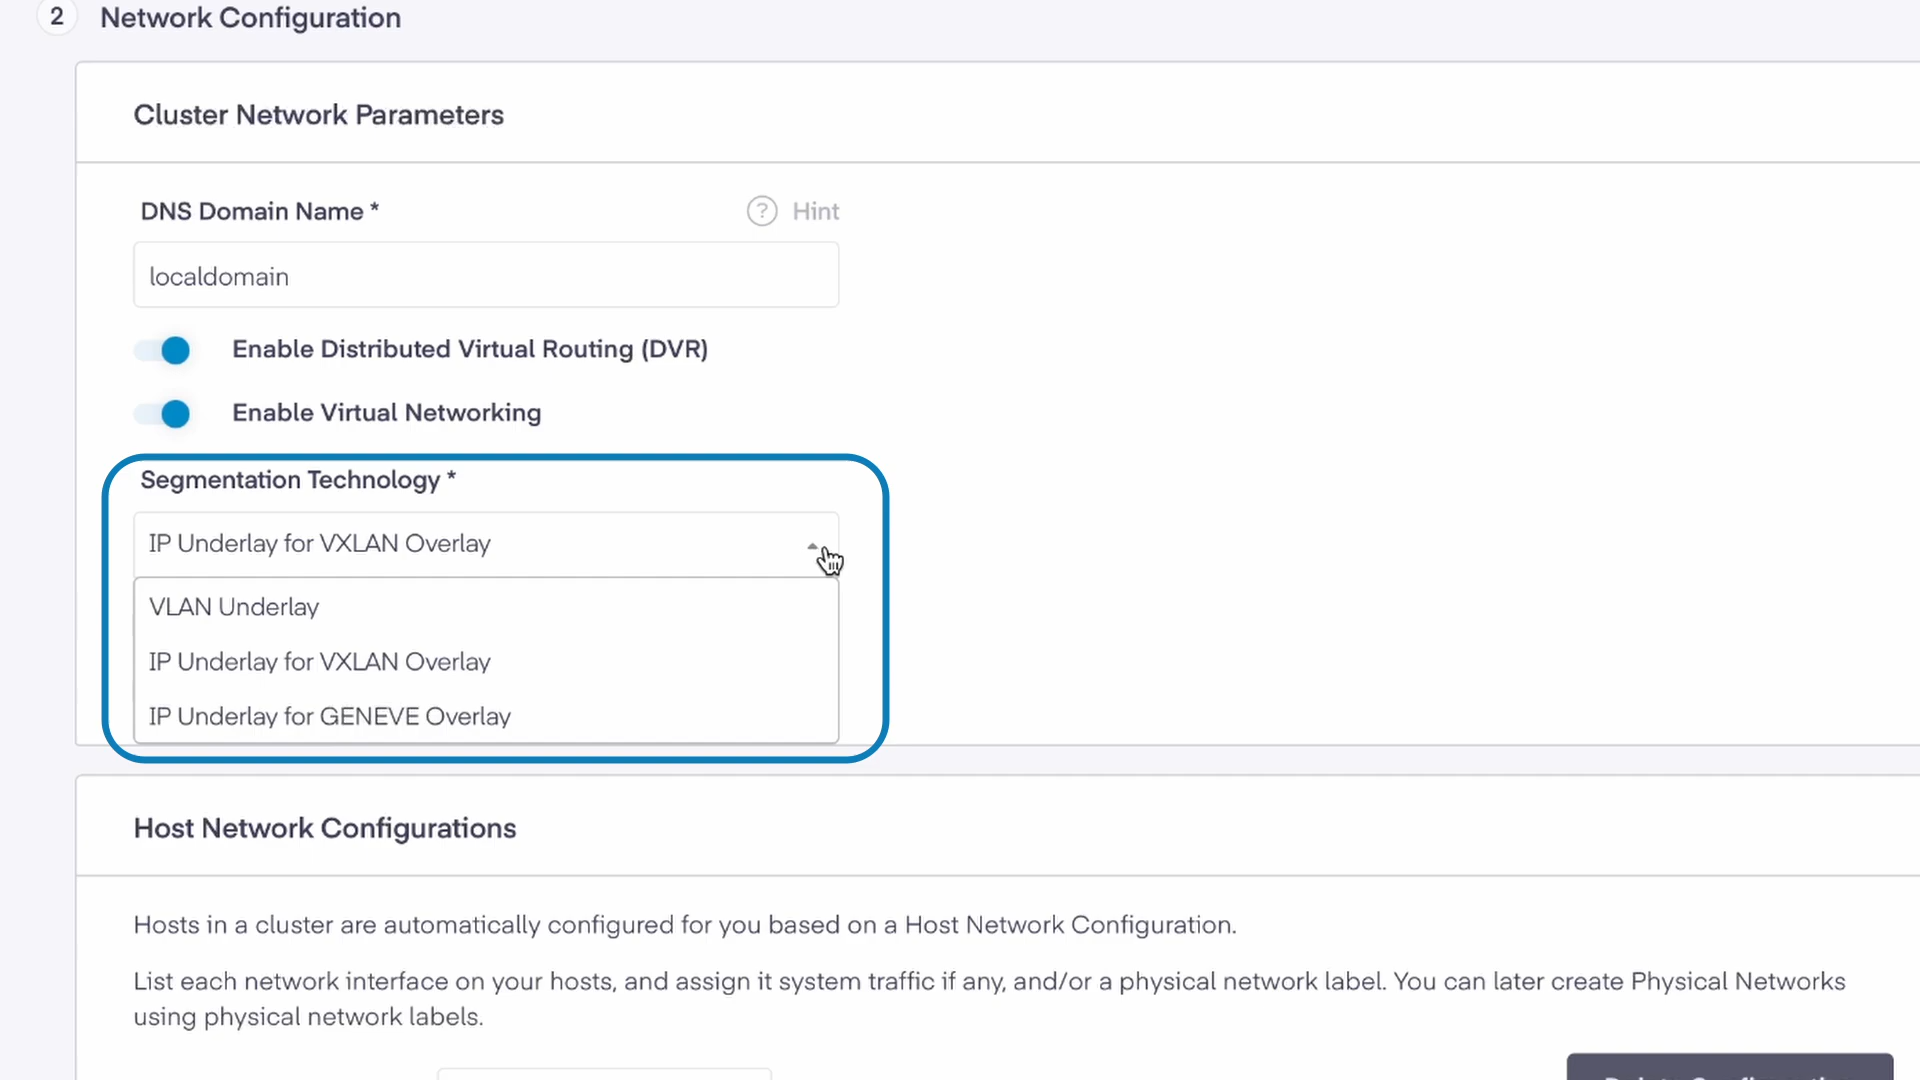 2 Network Configuration
Cluster Network Parameters
DNS Domain Name *
? Hint
localdomain
Enable Distributed Virtual Routing (DVR)
Enable Virtual Networking
Segmentation Technology *
IP Underlay for VXLAN Overlay
VLAN Underlay
IP Underlay for VXLAN Overlay
IP Underlay for GENEVE Overlay
Host Network Configurations
Hosts in a cluster are automatically configured for you based on a Host Network Configuration.
List each network interface on your hosts, and assign it system traffic if any, and/or a physical network label. You can later create Physical Networks
using physical network labels.